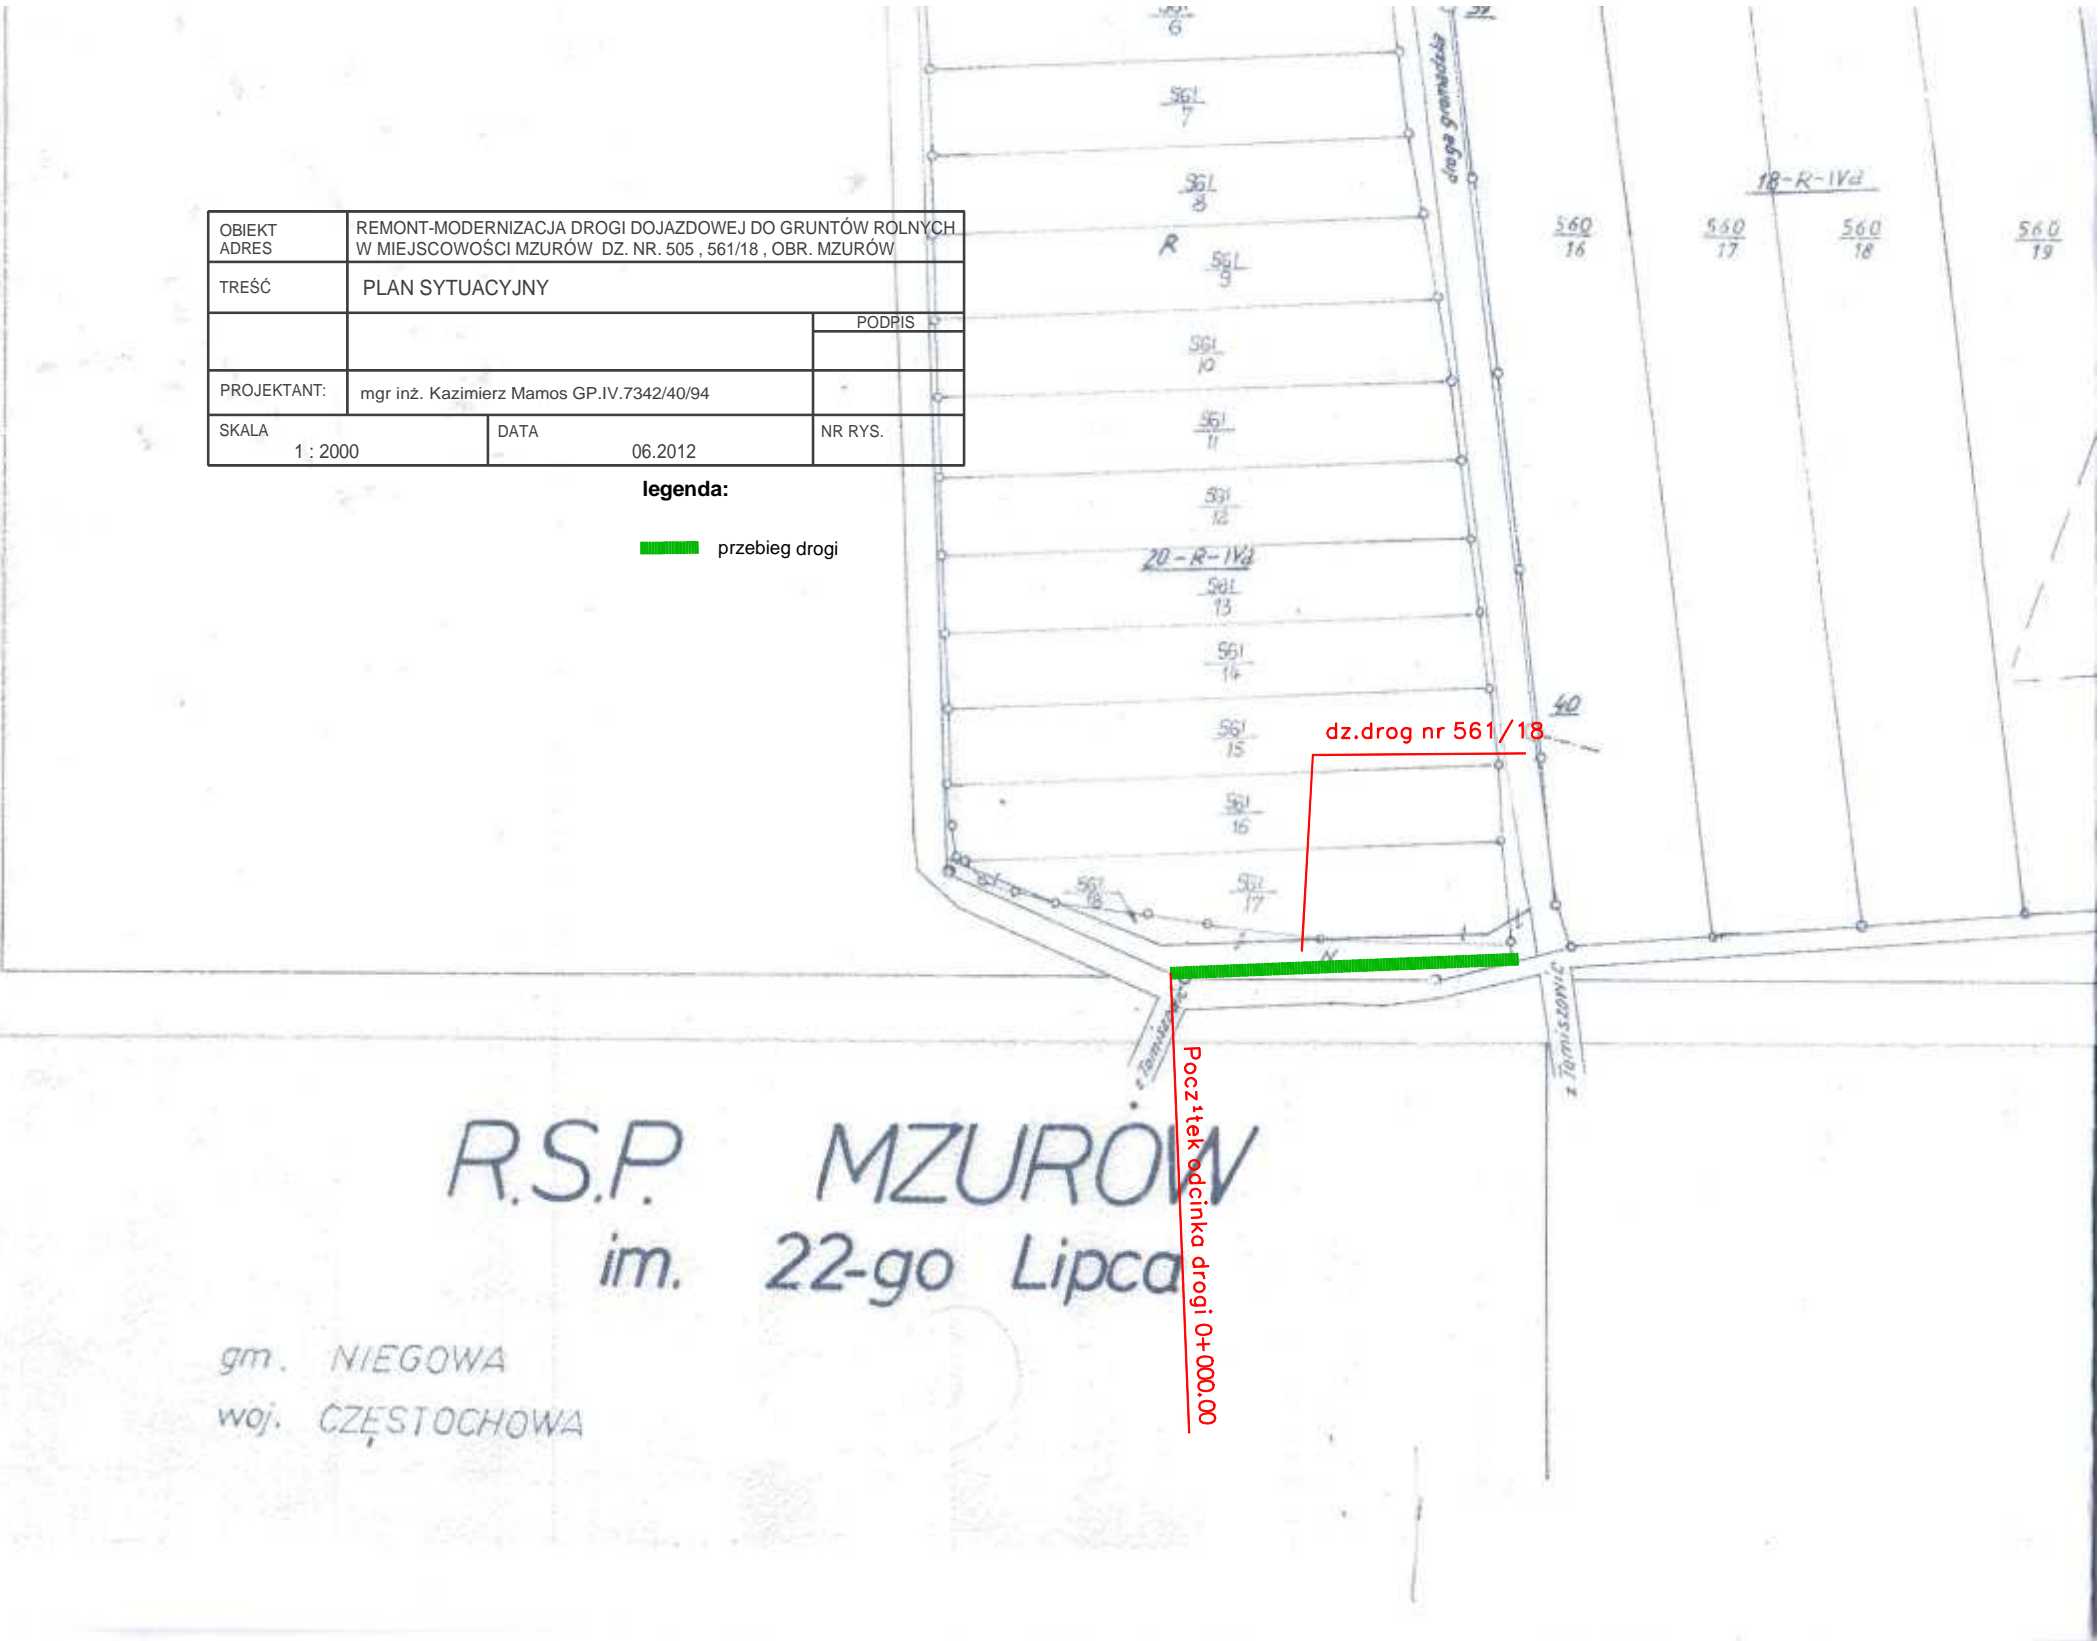 6
561
7
droga gromadzka
561
8
R
561
9
18-R-IVa
560
16
560
17
560
18
560
19
OBIEKT
ADRES
REMONT-MODERNIZACJA DROGI DOJAZDOWEJ DO GRUNTÓW ROLNYCH
W MIEJSCOWOŚCI MZURÓW DZ. NR. 505 , 561/18 , OBR. MZURÓW
TREŚĆ
PLAN SYTUACYJNY
PODPIS
PROJEKTANT:
mgr inż. Kazimierz Mamos GP.IV.7342/40/94
SKALA
1 : 2000
DATA
06.2012
NR RYS.
legenda:
przebieg drogi
561
10
561
11
561
12
20-R-IVa
561
13
561
14
40
561
15
dz.drog nr 561/18
561
16
561
18
561
17
N
z Tomiszowic
Pocz¹tek odcinka drogi 0+000.00
R.S.P. MZURÓW
im. 22-go Lipca
gm. NIEGOWA
woj. CZĘSTOCHOWA